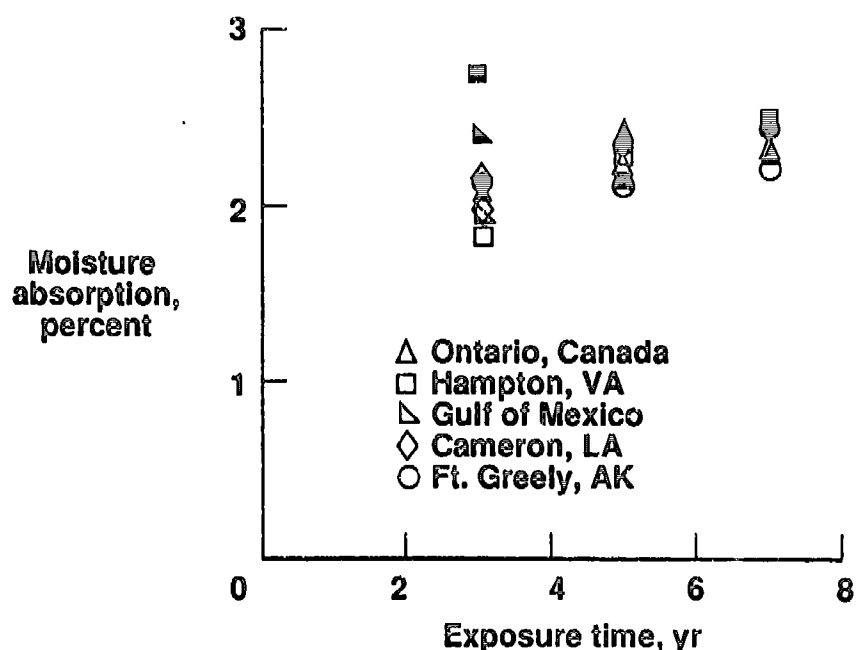 3
2
Moisture
absorption,
percent
1
Ontario, Canada
Hampton, VA
Gulf of Mexico
Cameron, LA
Ft. Greely, AK
0 2 4 6 8
Exposure time, yr